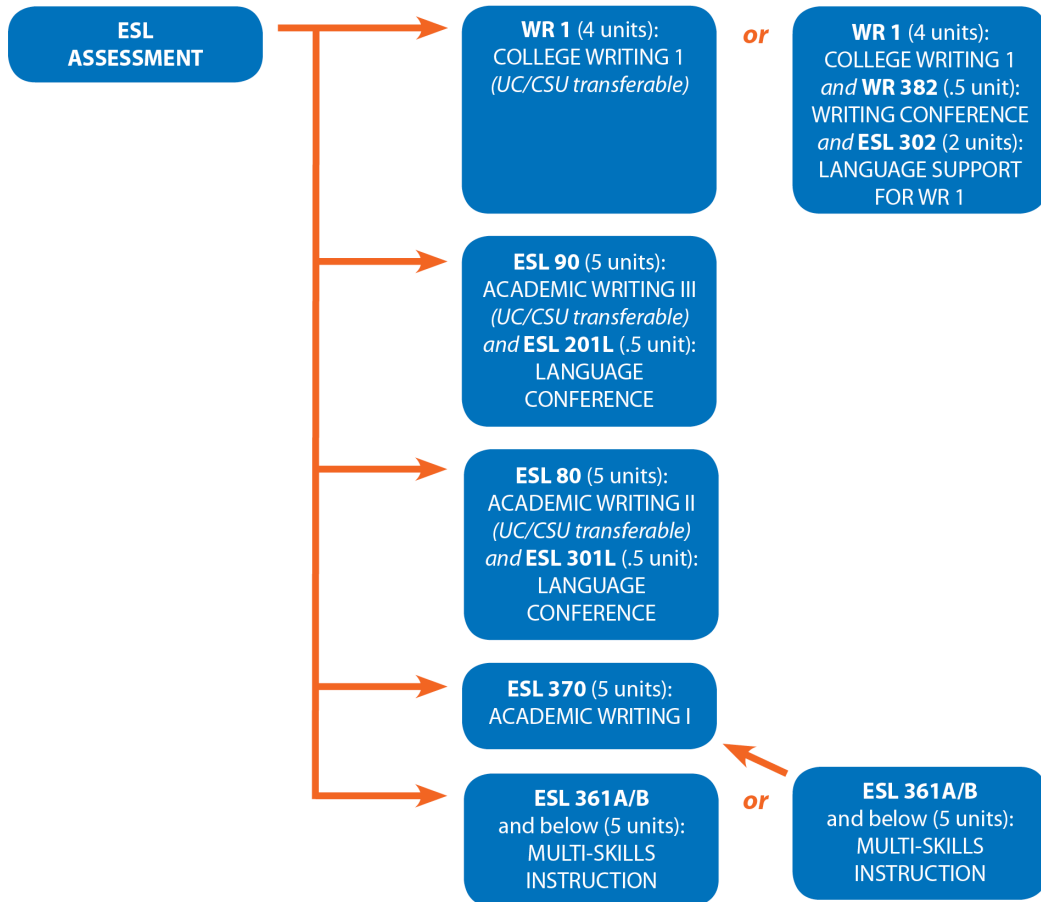 ESL
ASSESSMENT
WR 1 (4 units):
COLLEGE WRITING 1
(UC/CSU transferable)
or
WR 1 (4 units):
COLLEGE WRITING 1
and WR 382 (.5 unit):
WRITING CONFERENCE
and ESL 302 (2 units):
LANGUAGE SUPPORT
FOR WR 1
ESL 90 (5 units):
ACADEMIC WRITING III
(UC/CSU transferable)
and ESL 201L (.5 unit):
LANGUAGE
CONFERENCE
ESL 80 (5 units):
ACADEMIC WRITING II
(UC/CSU transferable)
and ESL 301L (.5 unit):
LANGUAGE
CONFERENCE
ESL 370 (5 units):
ACADEMIC WRITING I
ESL 361A/B
and below (5 units):
MULTI-SKILLS
INSTRUCTION
or
ESL 361A/B
and below (5 units):
MULTI-SKILLS
INSTRUCTION